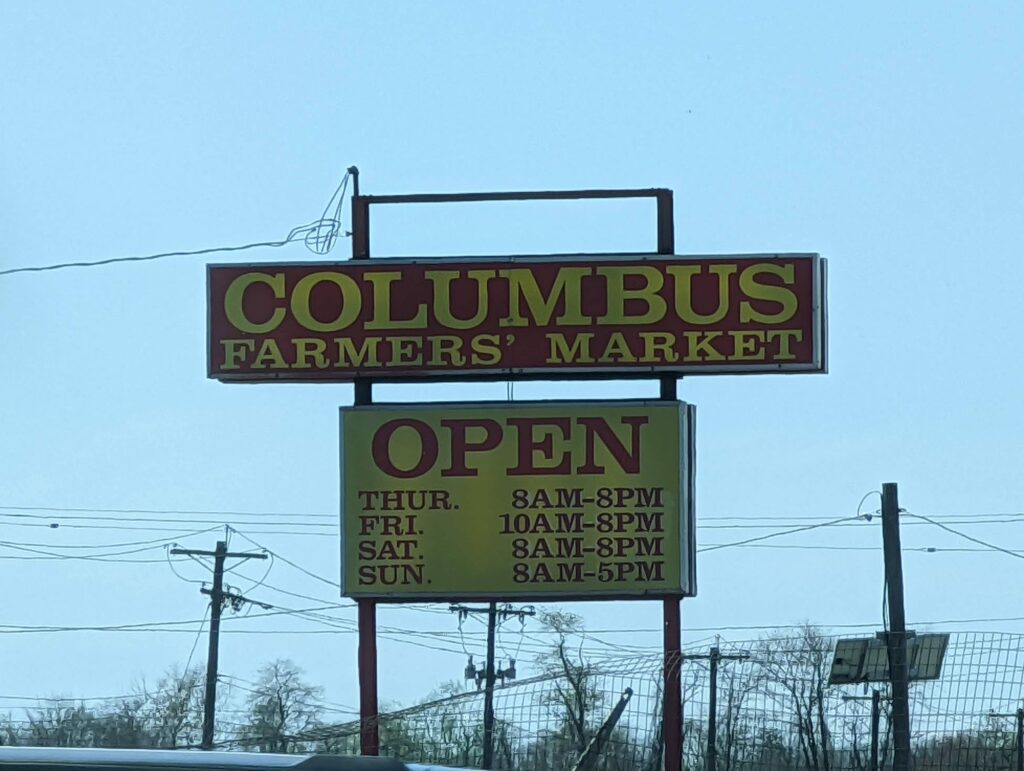 COLUMBUS
FARMERS' MARKET
OPEN
THUR. 8AM-8PM
FRI. 10AM-8PM
SAT. 8AM-8PM
SUN. 8AM-5PM